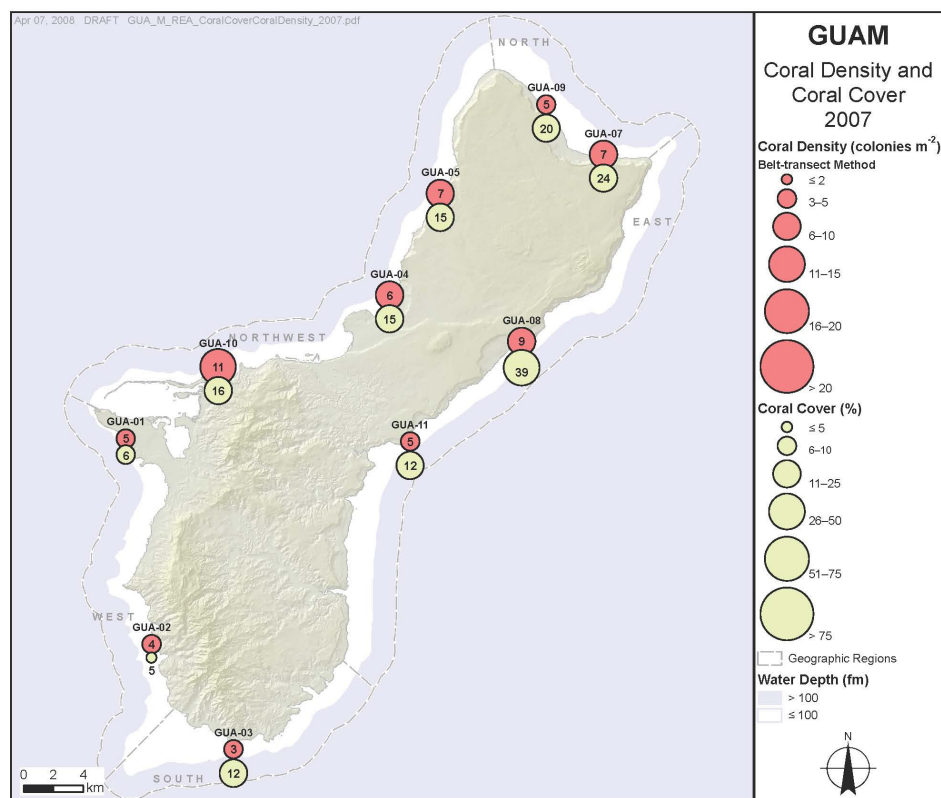 Apr 07, 2008 DRAFT GUA_M_REA_CoralCoverCoralDensity_2007.pdf
NORTH
GUA-09
5
20
GUA-07
7
24
GUA-05
7
15
EAST
GUA-04
6
15
GUA-08
9
39
NORTHWEST
GUA-10
11
16
GUA-01
5
6
GUA-11
5
12
WEST
GUA-02
4
5
GUA-03
3
12
SOUTH
0 2 4
km
GUAM
Coral Density and
Coral Cover
2007
Coral Density (colonies m-2)
Belt-transect Method
≤ 2
3–5
6–10
11–15
16–20
> 20
Coral Cover (%)
≤ 5
6–10
11–25
26–50
51–75
> 75
Geographic Regions
Water Depth (fm)
> 100
≤ 100
N